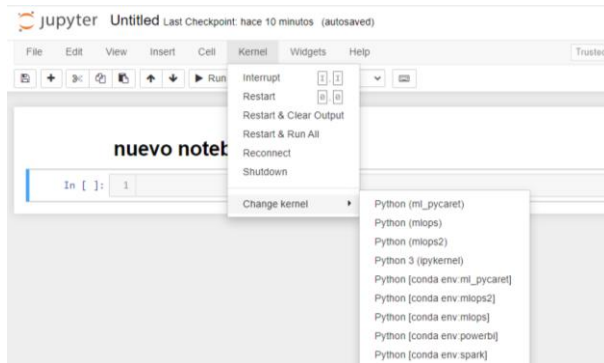 jupyter Untitled Last Checkpoint: hace 10 minutos (autosaved)
File Edit View Insert Cell Kernel Widgets Help Truste
Run
Interrupt I,I
Restart 0,0
Restart & Clear Output
Restart & Run All
Reconnect
Shutdown
Change kernel
nuevo noteb
In [ ]: 1
Python (ml_pycaret)
Python (mlops)
Python (mlops2)
Python 3 (ipykernel)
Python [conda env:ml_pycaret]
Python [conda env:mlops2]
Python [conda env:mlops]
Python [conda env:powerbi]
Python [conda env:spark]